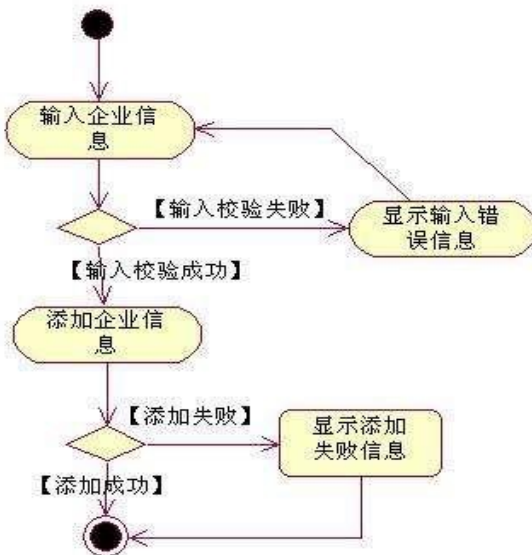 输入企业信
息
【输入校验失败】
显示输入错
误信息
【输入校验成功】
添加企业信
息
【添加失败】
显示添加
失败信息
【添加成功】